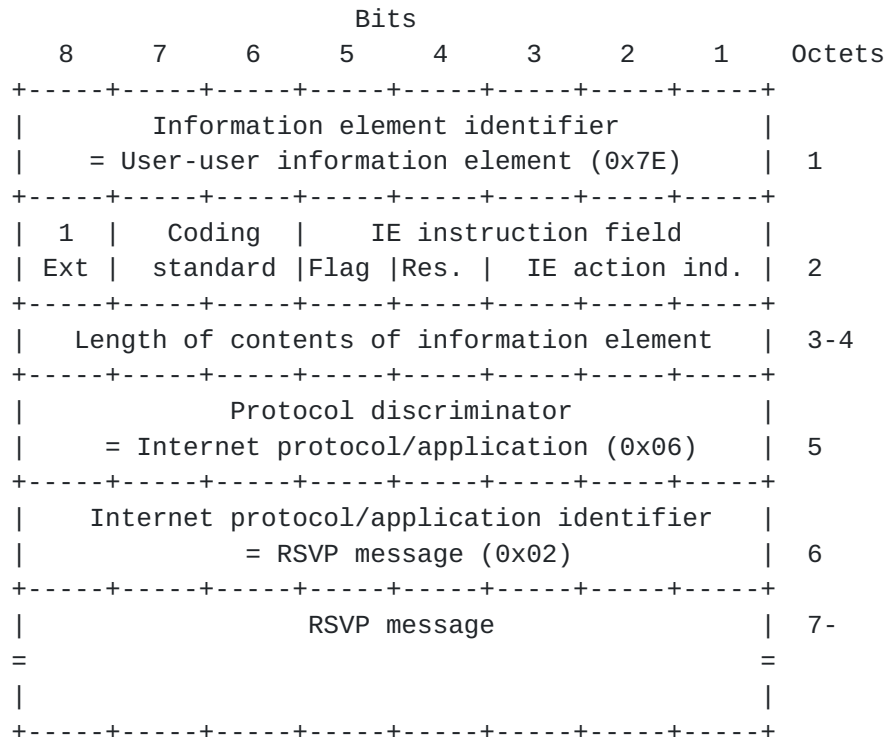 Bits
8 7 6 5 4 3 2 1 Octets
+-----+-----+-----+-----+-----+-----+-----+-----+
| Information element identifier |
| = User-user information element (0x7E) | 1
+-----+-----+-----+-----+-----+-----+-----+-----+
| 1 | Coding | IE instruction field |
| Ext | standard |Flag |Res. | IE action ind. | 2
+-----+-----+-----+-----+-----+-----+-----+-----+
| Length of contents of information element | 3-4
+-----+-----+-----+-----+-----+-----+-----+-----+
| Protocol discriminator |
| = Internet protocol/application (0x06) | 5
+-----+-----+-----+-----+-----+-----+-----+-----+
| Internet protocol/application identifier |
| = RSVP message (0x02) | 6
+-----+-----+-----+-----+-----+-----+-----+-----+
| RSVP message | 7-
= =
| |
+-----+-----+-----+-----+-----+-----+-----+-----+